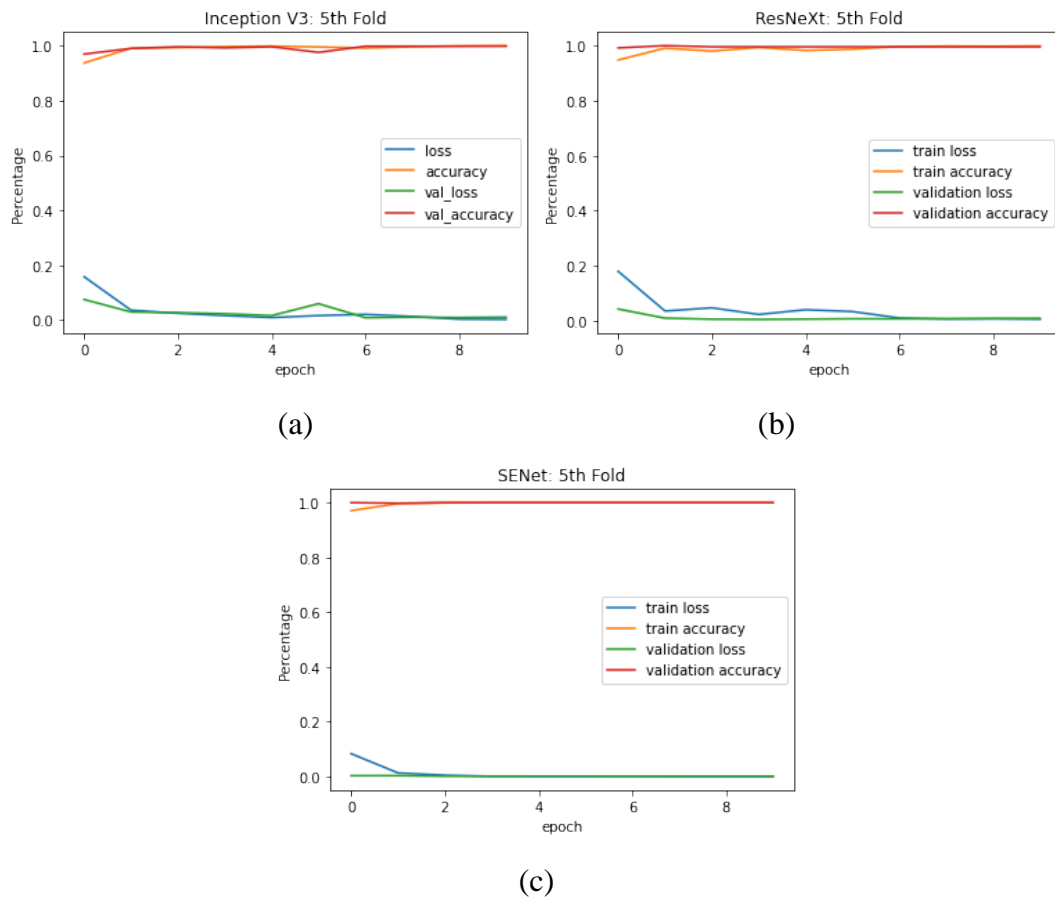 Inception V3: 5th Fold
Percentage
1.0
0.8
0.6
0.4
0.2
0.0
loss
accuracy
val_loss
val_accuracy
0 2 4 6 8
epoch
(a)
ResNeXt: 5th Fold
Percentage
1.0
0.8
0.6
0.4
0.2
0.0
train loss
train accuracy
validation loss
validation accuracy
0 2 4 6 8
epoch
(b)
SENet: 5th Fold
Percentage
1.0
0.8
0.6
0.4
0.2
0.0
train loss
train accuracy
validation loss
validation accuracy
0 2 4 6 8
epoch
(c)